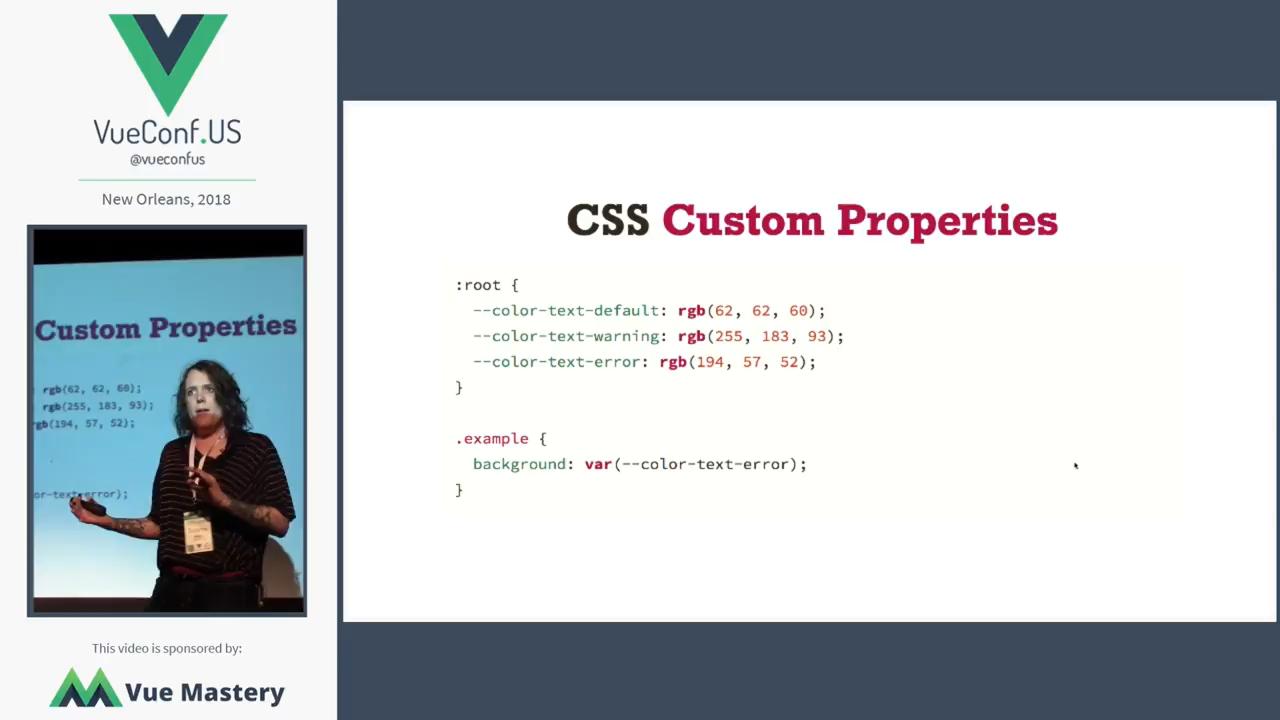 VueConf.US
@vueconfus
New Orleans, 2018
Custom Properties
rgb(62, 62, 60);
rgb(255, 183, 93);
rgb(194, 57, 52);
or-text-error);
This video is sponsored by:
Vue Mastery
CSS Custom Properties
:root {
--color-text-default: rgb(62, 62, 60);
--color-text-warning: rgb(255, 183, 93);
--color-text-error: rgb(194, 57, 52);
}
.example {
background: var(--color-text-error);
}